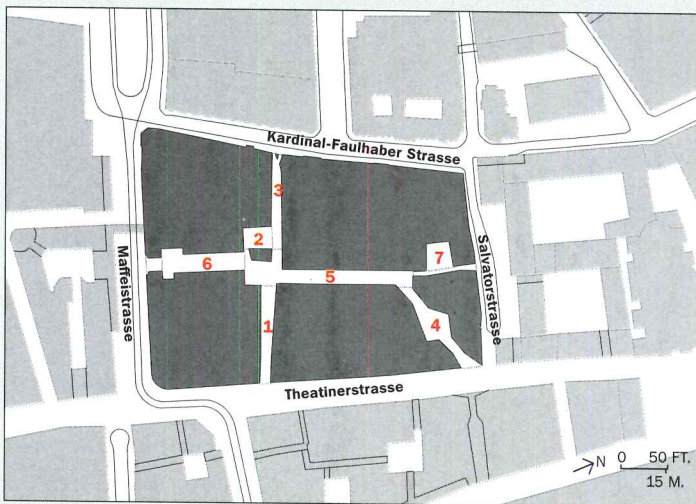 Kardinal-Faulhaber Strasse
3
2
7
Maffeistrasse
6
5
Salvatorstrasse
1
4
Theatinerstrasse
N
0 50 FT.
15 M.